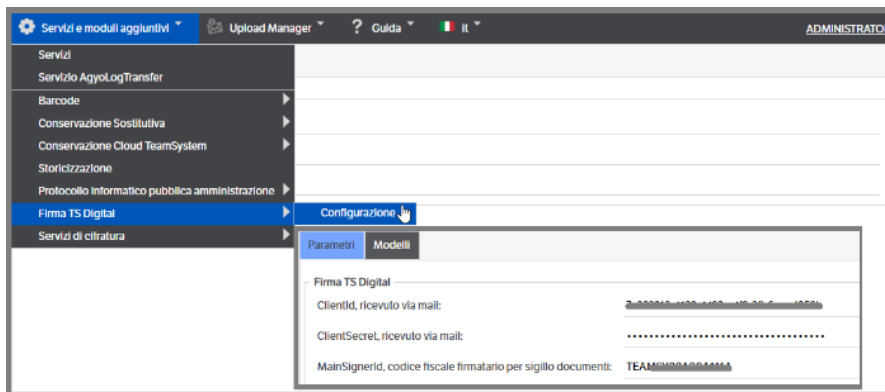 Servizi e moduli aggiuntivi Upload Manager ? Guida it ADMINISTRATO
Servizi
Servizio AgyoLogTransfer
Barcode
Conservazione Sostitutiva
Conservazione Cloud TeamSystem
Storicizzazione
Protocollo informatico pubblica amministrazione
Firma TS Digital Configurazione
Servizi di cifratura
Parametri Modelli
Firma TS Digital
ClientId, ricevuto via mail:
ClientSecret, ricevuto via mail:
MainSignerId, codice fiscale firmatario per sigillo documenti: